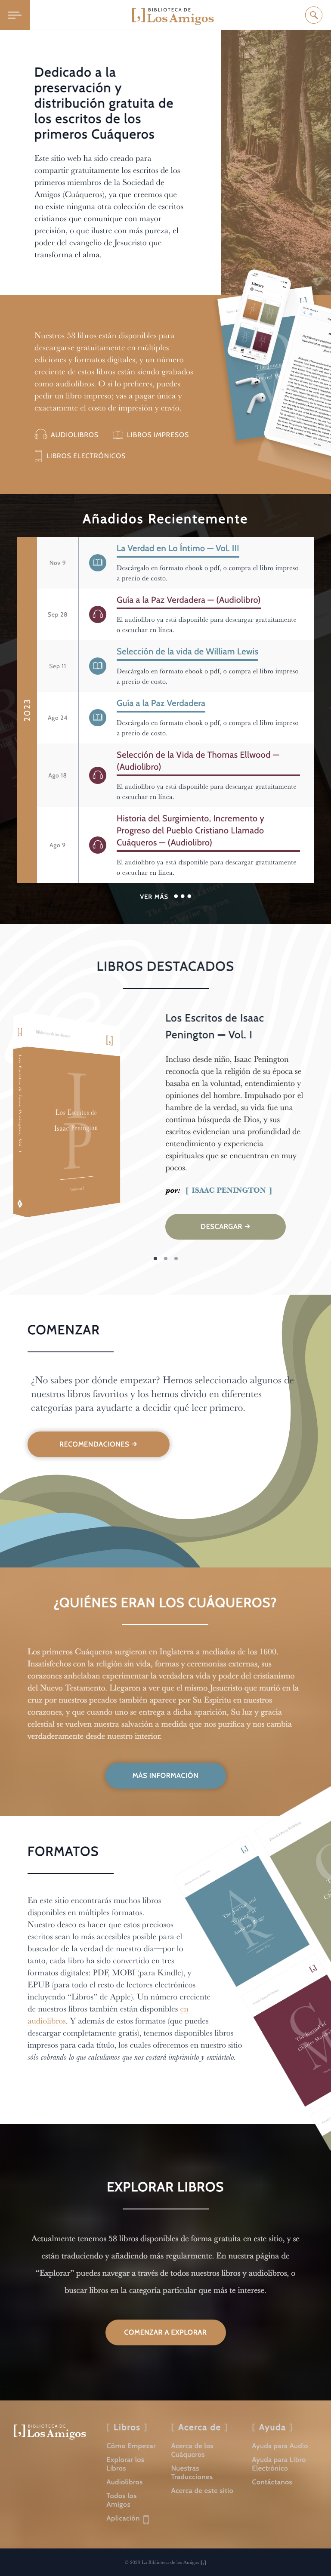 BIBLIOTECA DE
Los Amigos
Dedicado a la
preservación y
distribución gratuita de
los escritos de los
primeros Cuáqueros
Este sitio web ha sido creado para
compartir gratuitamente los escritos de los
primeros miembros de la Sociedad de
Amigos (Cuáqueros), ya que creemos que
no existe ninguna otra colección de escritos
cristianos que comunique con mayor
precisión, o que ilustre con más pureza, el
poder del evangelio de Jesucristo que
transforma el alma.
Nuestros 58 libros están disponibles para
descargarse gratuitamente en múltiples
ediciones y formatos digitales, y un número
creciente de estos libros están siendo grabados
como audiolibros. O si lo prefieres, puedes
pedir un libro impreso; vas a pagar única y
exactamente el costo de impresión y envío.
AUDIOLIBROS
LIBROS IMPRESOS
LIBROS ELECTRÓNICOS
Library
Añadidos Recientemente
2023
Nov 9
La Verdad en Lo Íntimo — Vol. III
Descárgalo en formato ebook o pdf, o compra el libro impreso
a precio de costo.
Sep 28
Guía a la Paz Verdadera — (Audiolibro)
El audiolibro ya está disponible para descargar gratuitamente
o escuchar en línea.
Sep 11
Selección de la vida de William Lewis
Descárgalo en formato ebook o pdf, o compra el libro impreso
a precio de costo.
Ago 24
Guía a la Paz Verdadera
Descárgalo en formato ebook o pdf, o compra el libro impreso
a precio de costo.
Ago 18
Selección de la Vida de Thomas Ellwood —
(Audiolibro)
El audiolibro ya está disponible para descargar gratuitamente
o escuchar en línea.
Ago 9
Historia del Surgimiento, Incremento y
Progreso del Pueblo Cristiano Llamado
Cuáqueros — (Audiolibro)
El audiolibro ya está disponible para descargar gratuitamente
o escuchar en línea.
VER MÁS
LIBROS DESTACADOS
Biblioteca de los Amigos
Los Escritos de Isaac Penington, Vol. I
I
P
Los Escritos de
Isaac Penington
Los Escritos de Isaac
Penington — Vol. I
Incluso desde niño, Isaac Penington
reconocía que la religión de su época se
basaba en la voluntad, entendimiento y
opiniones del hombre. Impulsado por el
hambre de la verdad, su vida fue una
continua búsqueda de Dios, y sus
escritos evidencian una profundidad de
entendimiento y experiencia
espirituales que se encuentran en muy
pocos.
por: [ ISAAC PENINGTON ]
DESCARGAR →
COMENZAR
¿No sabes por dónde empezar? Hemos seleccionado algunos de
nuestros libros favoritos y los hemos divido en diferentes
categorías para ayudarte a decidir qué leer primero.
RECOMENDACIONES →
¿QUIÉNES ERAN LOS CUÁQUEROS?
Los primeros Cuáqueros surgieron en Inglaterra a mediados de los 1600.
Insatisfechos con la religión sin vida, formas y ceremonias externas, sus
corazones anhelaban experimentar la verdadera vida y poder del cristianismo
del Nuevo Testamento. Llegaron a ver que el mismo Jesucristo que murió en la
cruz por nuestros pecados también aparece por Su Espíritu en nuestros
corazones, y que cuando uno se entrega a dicha aparición, Su luz y gracia
celestial se vuelven nuestra salvación a medida que nos purifica y nos cambia
verdaderamente desde nuestro interior.
MÁS INFORMACIÓN
FORMATOS
En este sitio encontrarás muchos libros
disponibles en múltiples formatos.
Nuestro deseo es hacer que estos preciosos
escritos sean lo más accesibles posible para el
buscador de la verdad de nuestro día—por lo
tanto, cada libro ha sido convertido en tres
formatos digitales: PDF, MOBI (para Kindle), y
EPUB (para todo el resto de lectores electrónicos
incluyendo “Libros” de Apple). Un número creciente
de nuestros libros también están disponibles en
audiolibros. Y además de estos formatos (que puedes
descargar completamente gratis), tenemos disponibles libros
impresos para cada título, los cuales ofrecemos en nuestro sitio
sólo cobrando lo que calculamos que nos costará imprimirlo y enviártelo.
EXPLORAR LIBROS
Actualmente tenemos 58 libros disponibles de forma gratuita en este sitio, y se
están traduciendo y añadiendo más regularmente. En nuestra página de
“Explorar” puedes navegar a través de todos nuestros libros y audiolibros, o
buscar libros en la categoría particular que más te interese.
COMENZAR A EXPLORAR
BIBLIOTECA DE
Los Amigos
[ Libros ]
Cómo Empezar
Explorar los
Libros
Audiolibros
Todos los
Amigos
Aplicación
[ Acerca de ]
Acerca de los
Cuáqueros
Nuestras
Traducciones
Acerca de este sitio
[ Ayuda ]
Ayuda para Audio
Ayuda para Libro
Electrónico
Contáctanos
© 2023 La Biblioteca de los Amigos